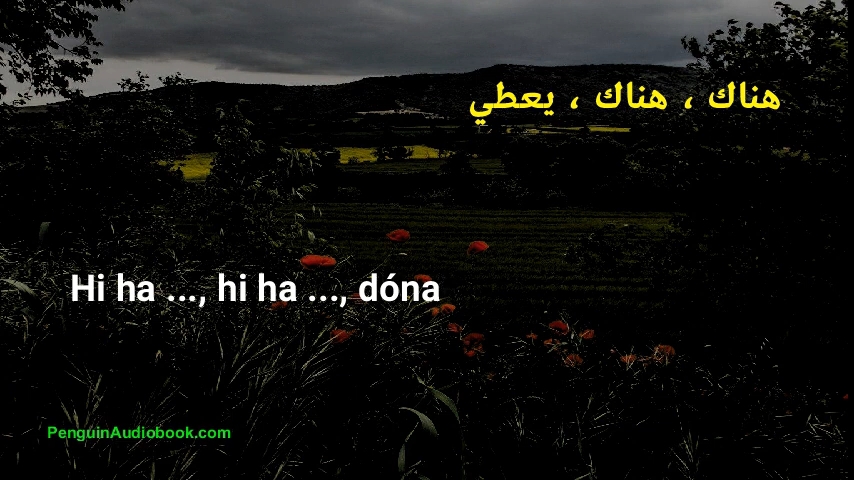 هناك ، هناك ، يعطي
Hi ha ..., hi ha ..., dóna
PenguinAudiobook.com